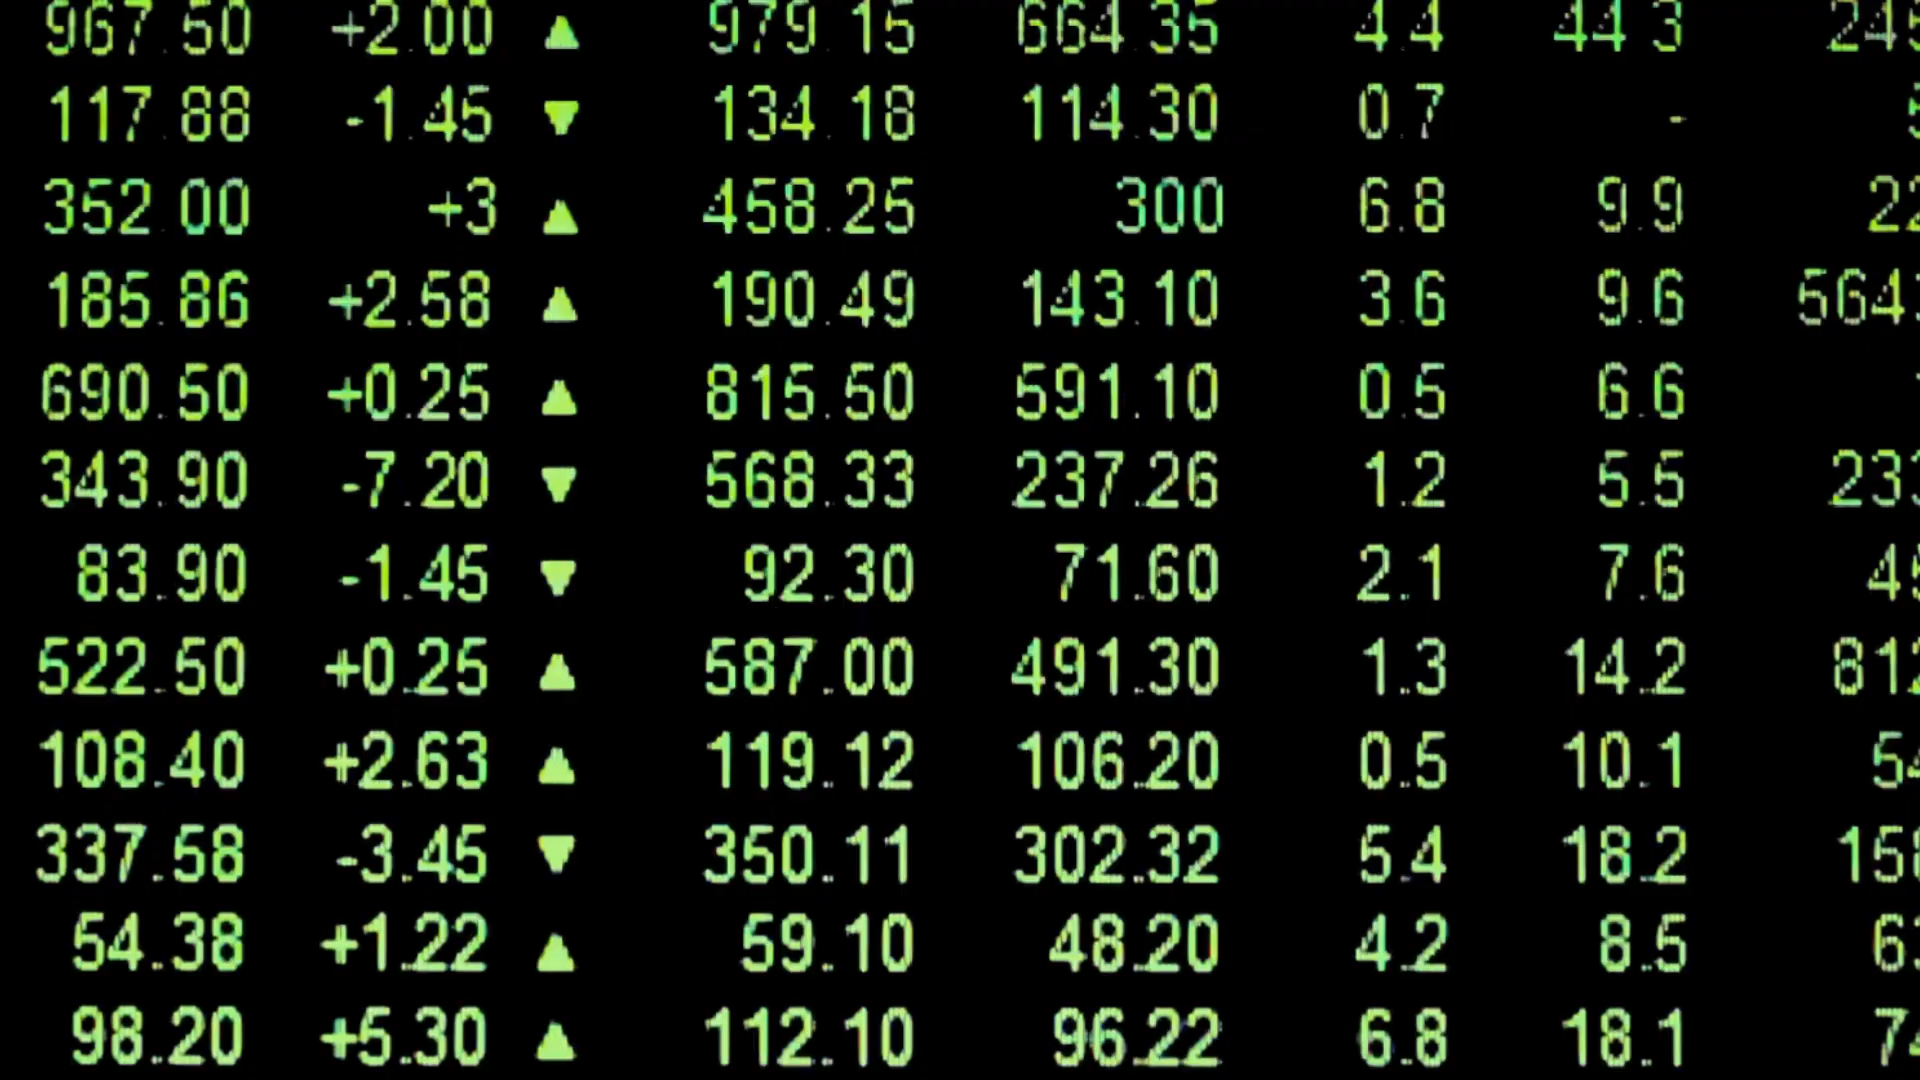 967.50 +2.00 ▲ 979.15 664.35 4.4 44.3
117.88 -1.45 ▼ 134.18 114.30 0.7 -
352.00 +3 ▲ 458.25 300 6.8 9.9
185.86 +2.58 ▲ 190.49 143.10 3.6 9.6
690.50 +0.25 ▲ 815.50 591.10 0.5 6.6
343.90 -7.20 ▼ 568.33 237.26 1.2 5.5
83.90 -1.45 ▼ 92.30 71.60 2.1 7.6
522.50 +0.25 ▲ 587.00 491.30 1.3 14.2
108.40 +2.63 ▲ 119.12 106.20 0.5 10.1
337.58 -3.45 ▼ 350.11 302.32 5.4 18.2
54.38 +1.22 ▲ 59.10 48.20 4.2 8.5
98.20 +5.30 ▲ 112.10 96.22 6.8 18.1